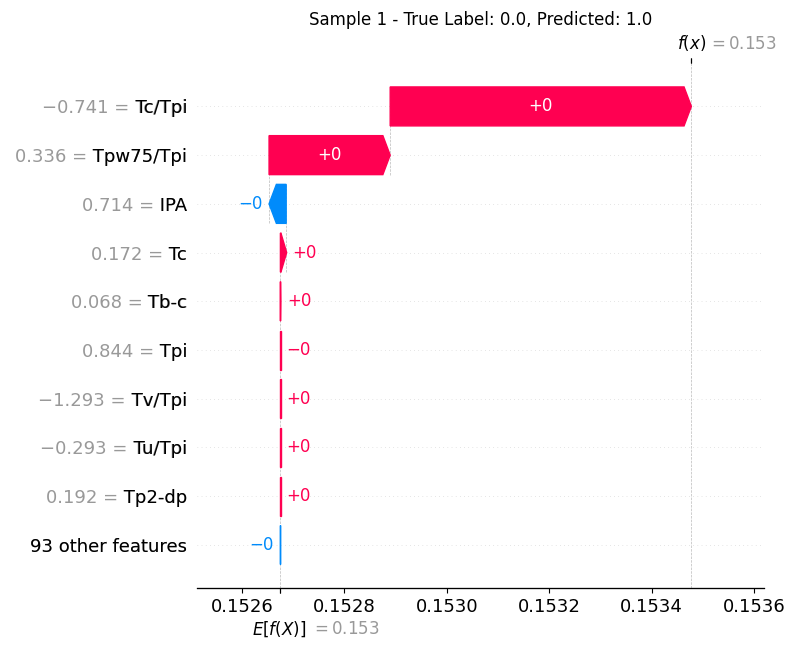 Sample 1 - True Label: 0.0, Predicted: 1.0
f(x) = 0.153
−0.741 = Tc/Tpi +0
0.336 = Tpw75/Tpi +0
0.714 = IPA −0
0.172 = Tc +0
0.068 = Tb-c +0
0.844 = Tpi −0
−1.293 = Tv/Tpi +0
−0.293 = Tu/Tpi +0
0.192 = Tp2-dp +0
93 other features −0
0.1526 0.1528 0.1530 0.1532 0.1534 0.1536
E[f(X)] = 0.153